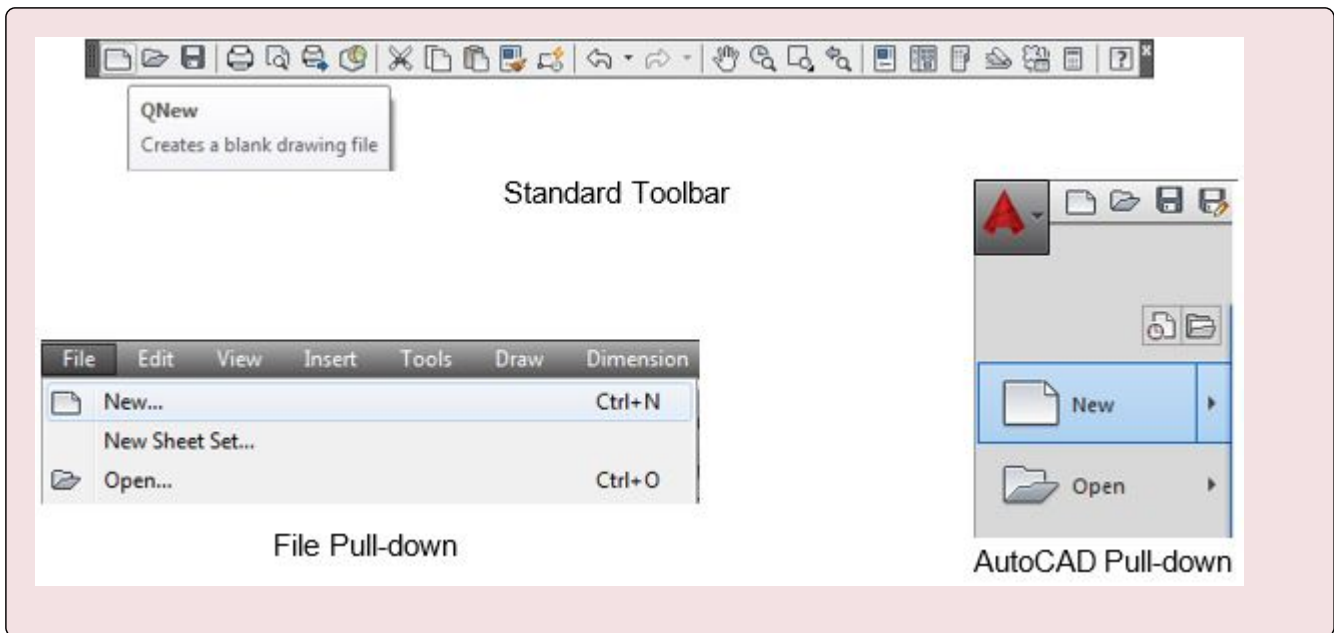 QNew
Creates a blank drawing file
Standard Toolbar
File Edit View Insert Tools Draw Dimension
New... Ctrl+N
New Sheet Set...
Open... Ctrl+O
File Pull-down
New
Open
AutoCAD Pull-down